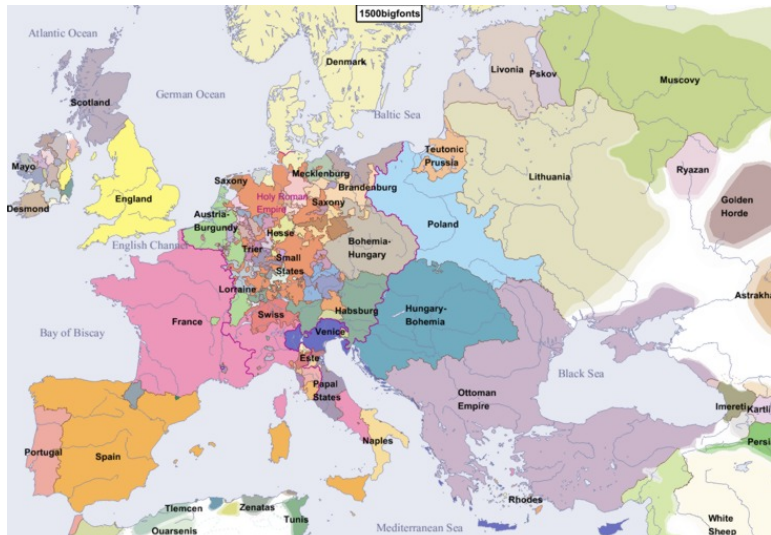 1500bigfonts
Atlantic Ocean
Denmark
Livonia
Pskov
Muscovy
Scotland
German Ocean
Baltic Sea
Teutonic
Prussia
Ryazan
Mayo
Mecklenburg
Saxony
Brandenburg
Lithuania
England
Holy Roman
Empire
Saxony
Golden
Horde
Desmond
Austria-
Burgundy
Hesse
Poland
English Channel
Trier
Bohemia-
Hungary
Small
States
Lorraine
Astrakha
Bay of Biscay
France
Swiss
Habsburg
Hungary-
Bohemia
Venice
Este
Black Sea
Papal
States
Ottoman
Empire
Imereti
Kartli
Portugal
Spain
Naples
Persi
Tlemcen
Zenatas
Rhodes
Tunis
Ouarsenis
Mediterranean Sea
White
Sheep